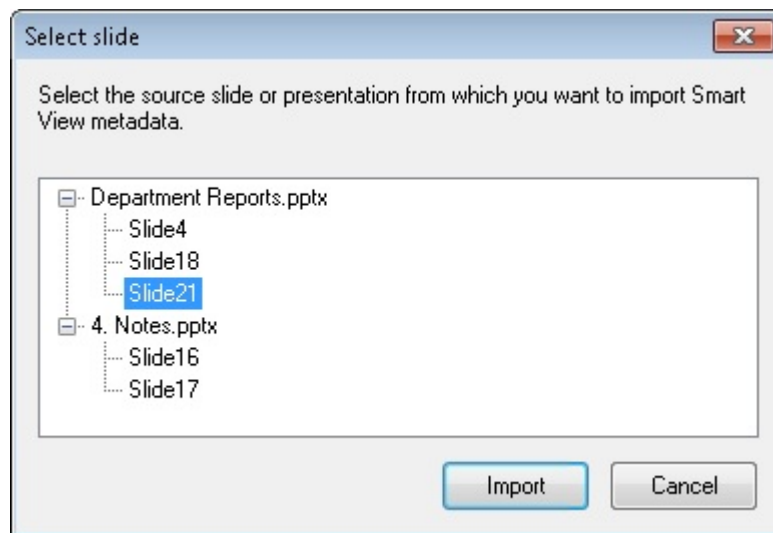 Select slide
Select the source slide or presentation from which you want to import Smart
View metadata.
Department Reports.pptx
Slide4
Slide18
Slide21
4. Notes.pptx
Slide16
Slide17
Import Cancel